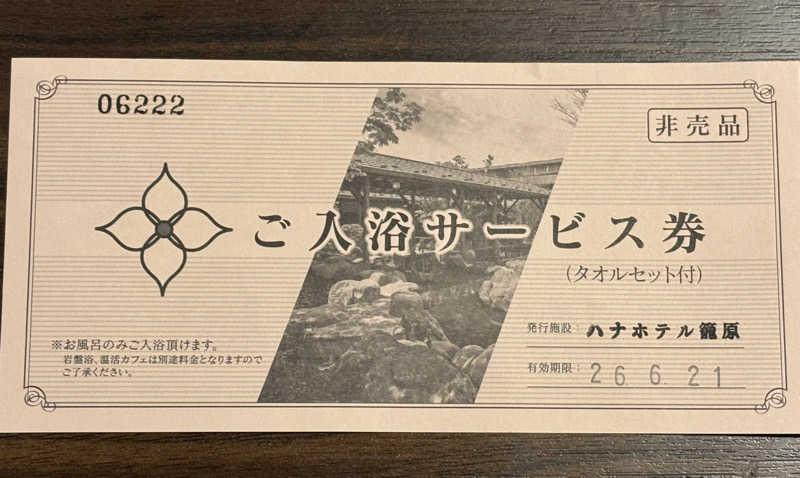 06222
非売品
ご入浴サービス券
(タオルセット付)
※お風呂のみご入浴頂けます。
岩盤浴、温活カフェは別途料金となりますので
ご了承ください。
発行施設：ハナホテル籠原
有効期限：26 6. 21